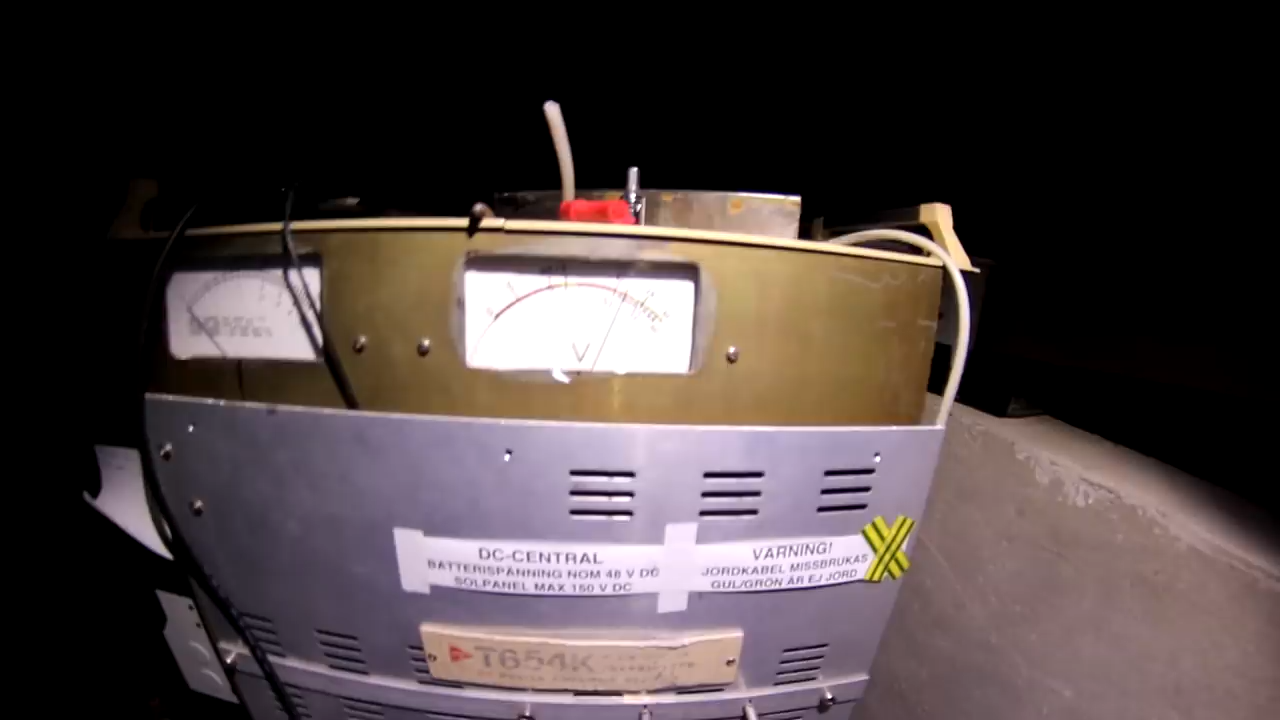 V
DC-CENTRAL
BATTERISPÄNNING NOM 48 V DC
SOLPANEL MAX 150 V DC
VARNING!
JORDKABEL MISSBRUKAS
GUL/GRÖN ÄR EJ JORD
T654K